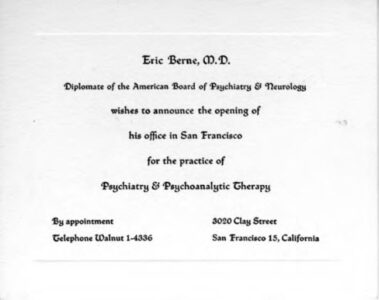 Eric Berne, M.D.
Diplomate of the American Board of Psychiatry & Neurology
wishes to announce the opening of
his office in San Francisco
for the practice of
Psychiatry & Psychoanalytic Therapy
By appointment
Telephone Walnut 1-4336
3020 Clay Street
San Francisco 15, California